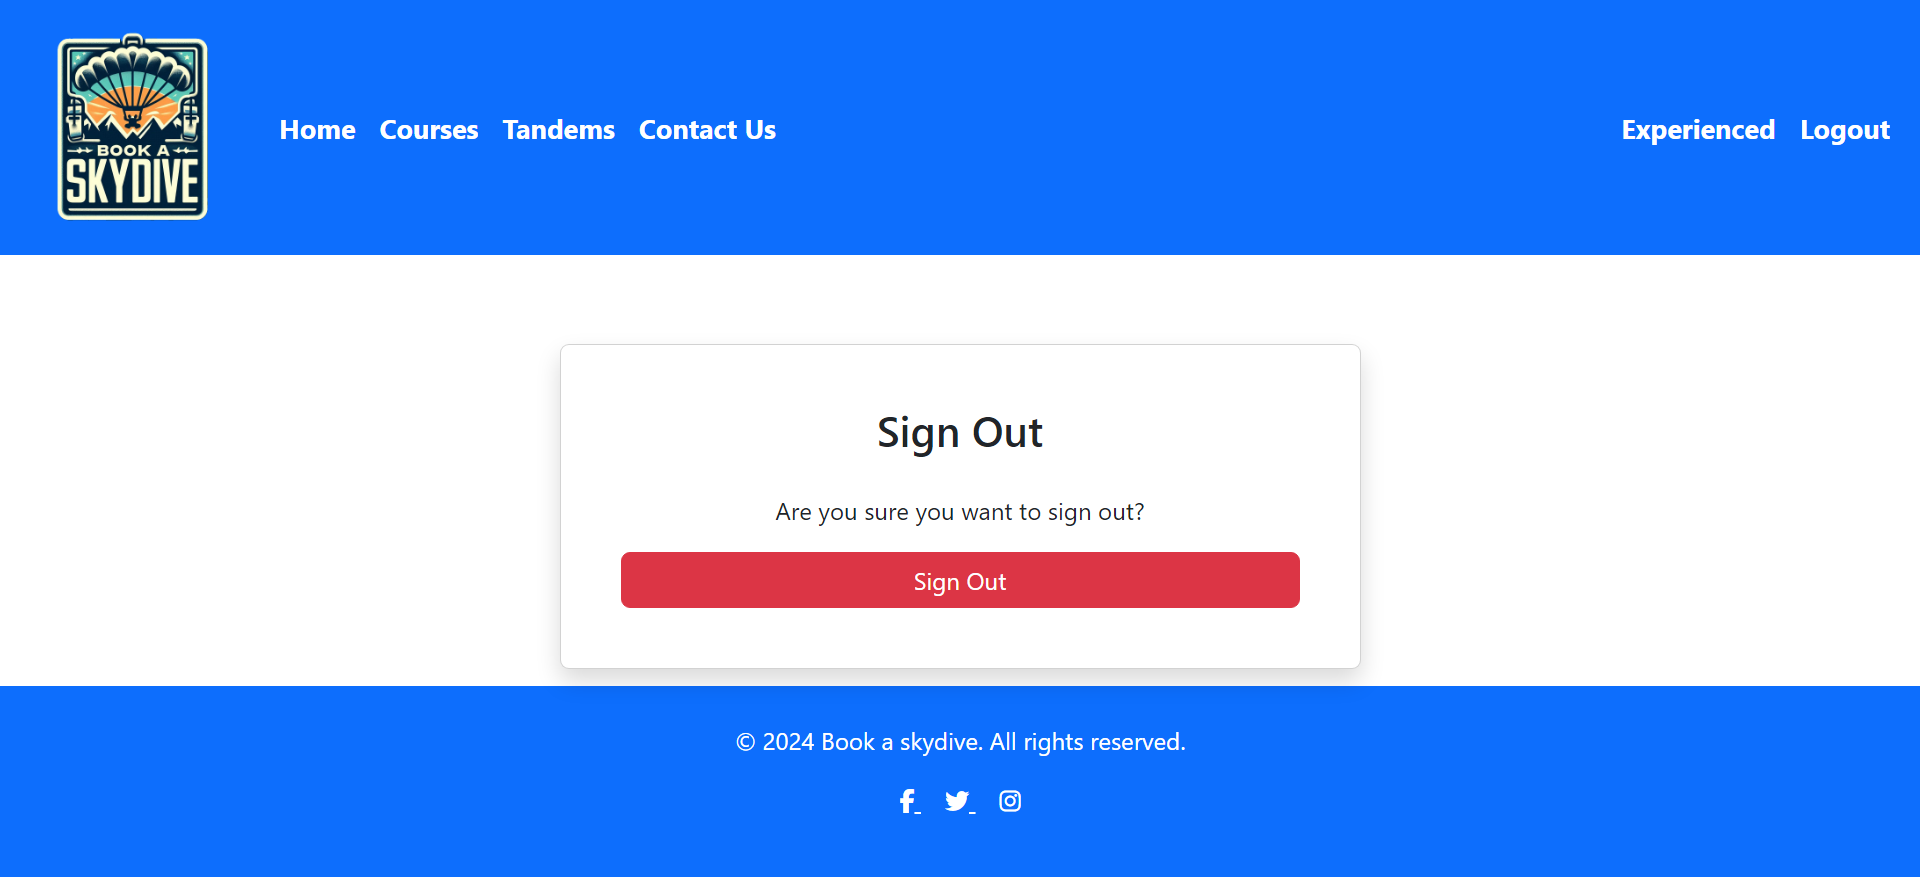 BOOK A
SKYDIVE
Home Courses Tandems Contact Us
Experienced Logout
Sign Out
Are you sure you want to sign out?
Sign Out
© 2024 Book a skydive. All rights reserved.